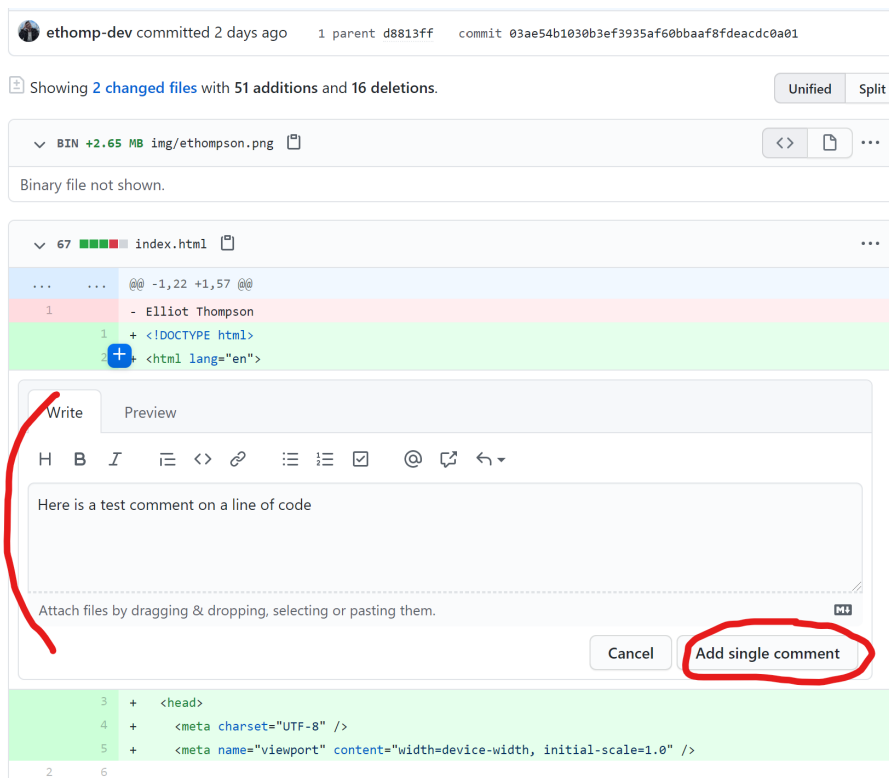 ethomp-dev committed 2 days ago 1 parent d8813ff commit 03ae54b1030b3ef3935af60bbaaf8fdeacdc0a01
Showing 2 changed files with 51 additions and 16 deletions.
Unified Split
BIN +2.65 MB img/ethompson.png
Binary file not shown.
67 index.html
... ... @@ -1,22 +1,57 @@
1 - Elliot Thompson
1 + <!DOCTYPE html>
2 + <html lang="en">
Write Preview
Here is a test comment on a line of code
Attach files by dragging & dropping, selecting or pasting them.
Cancel Add single comment
3 + <head>
4 + <meta charset="UTF-8" />
5 + <meta name="viewport" content="width=device-width, initial-scale=1.0" />
2 6